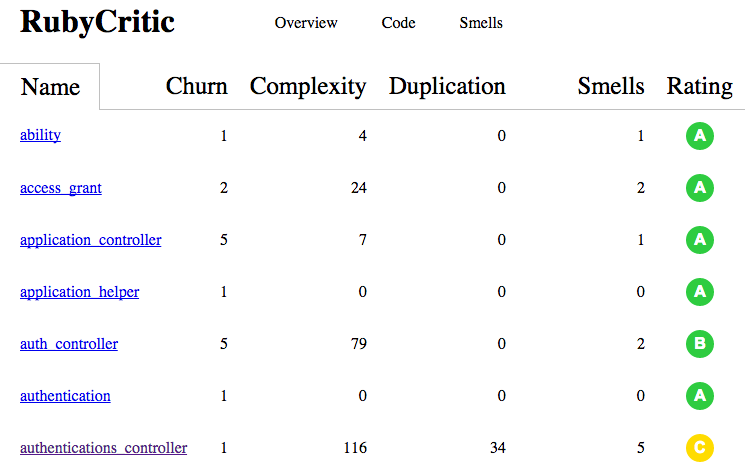 RubyCritic Overview Code Smells
Name Churn Complexity Duplication Smells Rating
ability 1 4 0 1 A
access_grant 2 24 0 2 A
application_controller 5 7 0 1 A
application_helper 1 0 0 0 A
auth_controller 5 79 0 2 B
authentication 1 0 0 0 A
authentications_controller 1 116 34 5 C